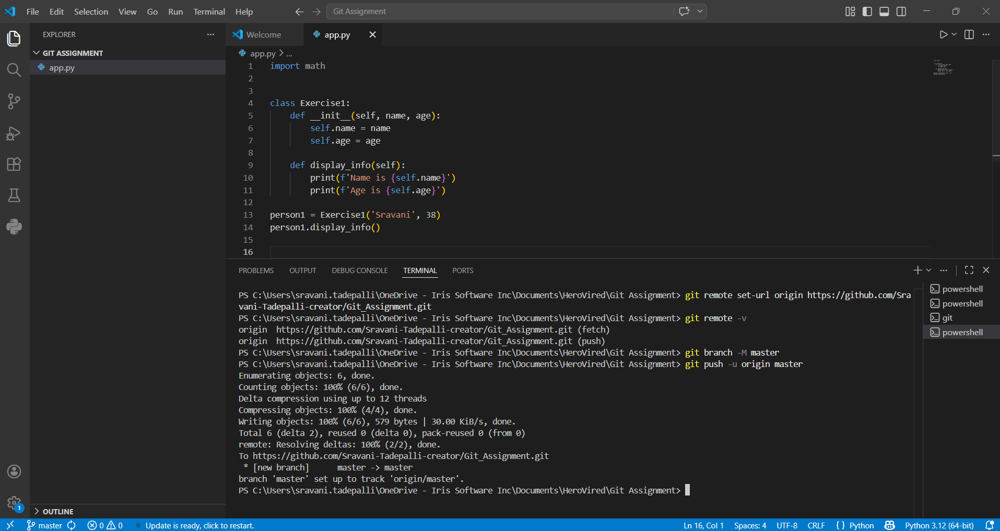 File Edit Selection View Go Run Terminal Help
Git Assignment
EXPLORER
GIT ASSIGNMENT
app.py
OUTLINE
Welcome
app.py
app.py > ...
1 import math
2
3
4 class Exercise1:
5 def __init__(self, name, age):
6 self.name = name
7 self.age = age
8
9 def display_info(self):
10 print(f'Name is {self.name}')
11 print(f'Age is {self.age}')
12
13 person1 = Exercise1('Sravani', 38)
14 person1.display_info()
15
16
PROBLEMS OUTPUT DEBUG CONSOLE TERMINAL PORTS
PS C:\Users\sravani.tadepalli\OneDrive - Iris Software Inc\Documents\HeroVired\Git Assignment> git remote set-url origin https://github.com/Sra
vani-Tadepalli-creator/Git_Assignment.git
PS C:\Users\sravani.tadepalli\OneDrive - Iris Software Inc\Documents\HeroVired\Git Assignment> git remote -v
origin https://github.com/Sravani-Tadepalli-creator/Git_Assignment.git (fetch)
origin https://github.com/Sravani-Tadepalli-creator/Git_Assignment.git (push)
PS C:\Users\sravani.tadepalli\OneDrive - Iris Software Inc\Documents\HeroVired\Git Assignment> git branch -M master
PS C:\Users\sravani.tadepalli\OneDrive - Iris Software Inc\Documents\HeroVired\Git Assignment> git push -u origin master
Enumerating objects: 6, done.
Counting objects: 100% (6/6), done.
Delta compression using up to 12 threads
Compressing objects: 100% (4/4), done.
Writing objects: 100% (6/6), 579 bytes | 30.00 KiB/s, done.
Total 6 (delta 2), reused 0 (delta 0), pack-reused 0 (from 0)
remote: Resolving deltas: 100% (2/2), done.
To https://github.com/Sravani-Tadepalli-creator/Git_Assignment.git
* [new branch] master -> master
branch 'master' set up to track 'origin/master'.
PS C:\Users\sravani.tadepalli\OneDrive - Iris Software Inc\Documents\HeroVired\Git Assignment>
powershell
powershell
git
powershell
1
master 0 0 Update is ready, click to restart.
Ln 16, Col 1 Spaces: 4 UTF-8 CRLF { } Python Python 3.12 (64-bit)